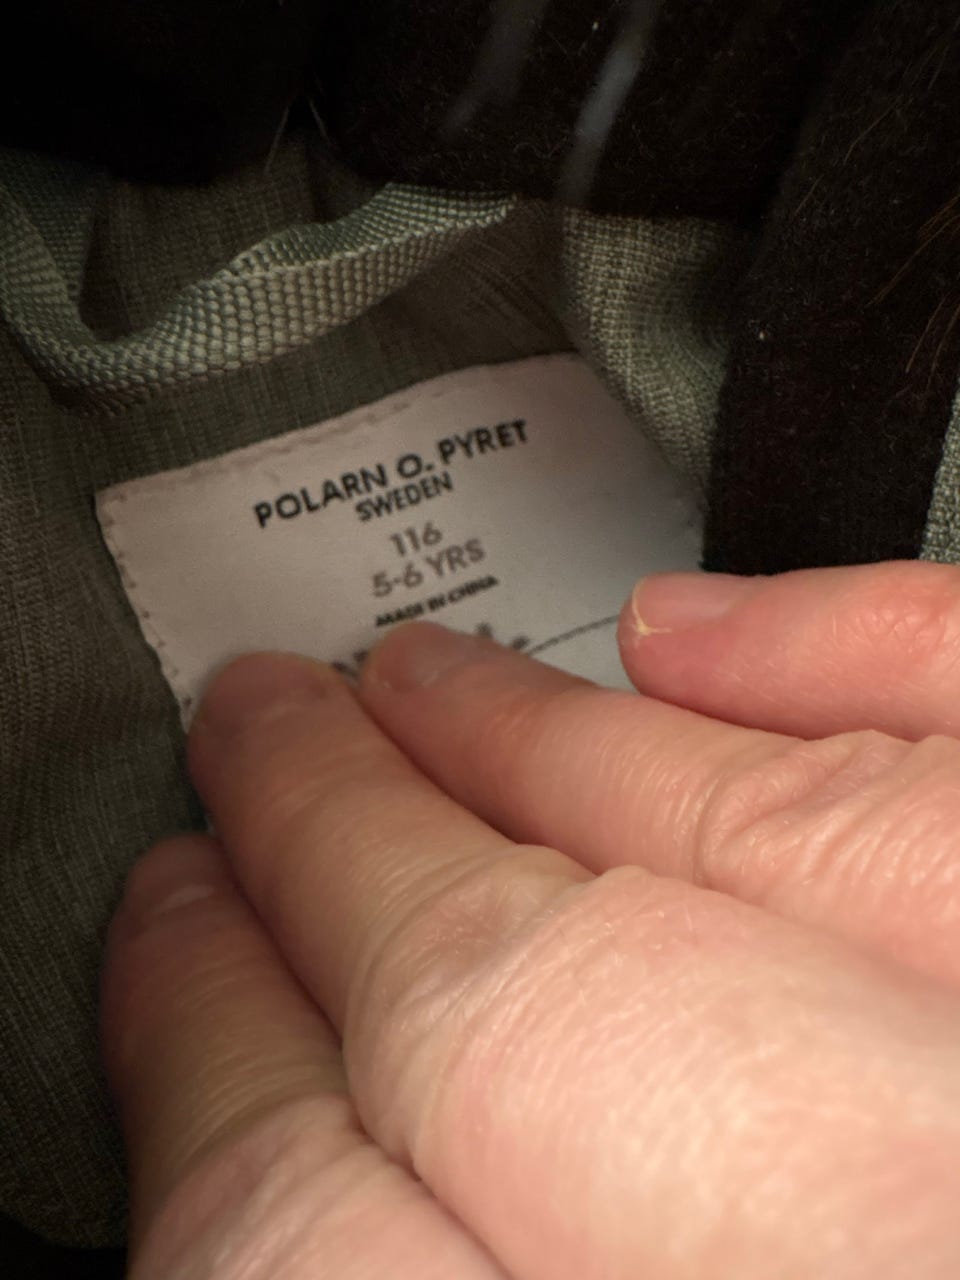 POLARN O. PYRET
SWEDEN
116
5-6 YRS
MADE IN CHINA